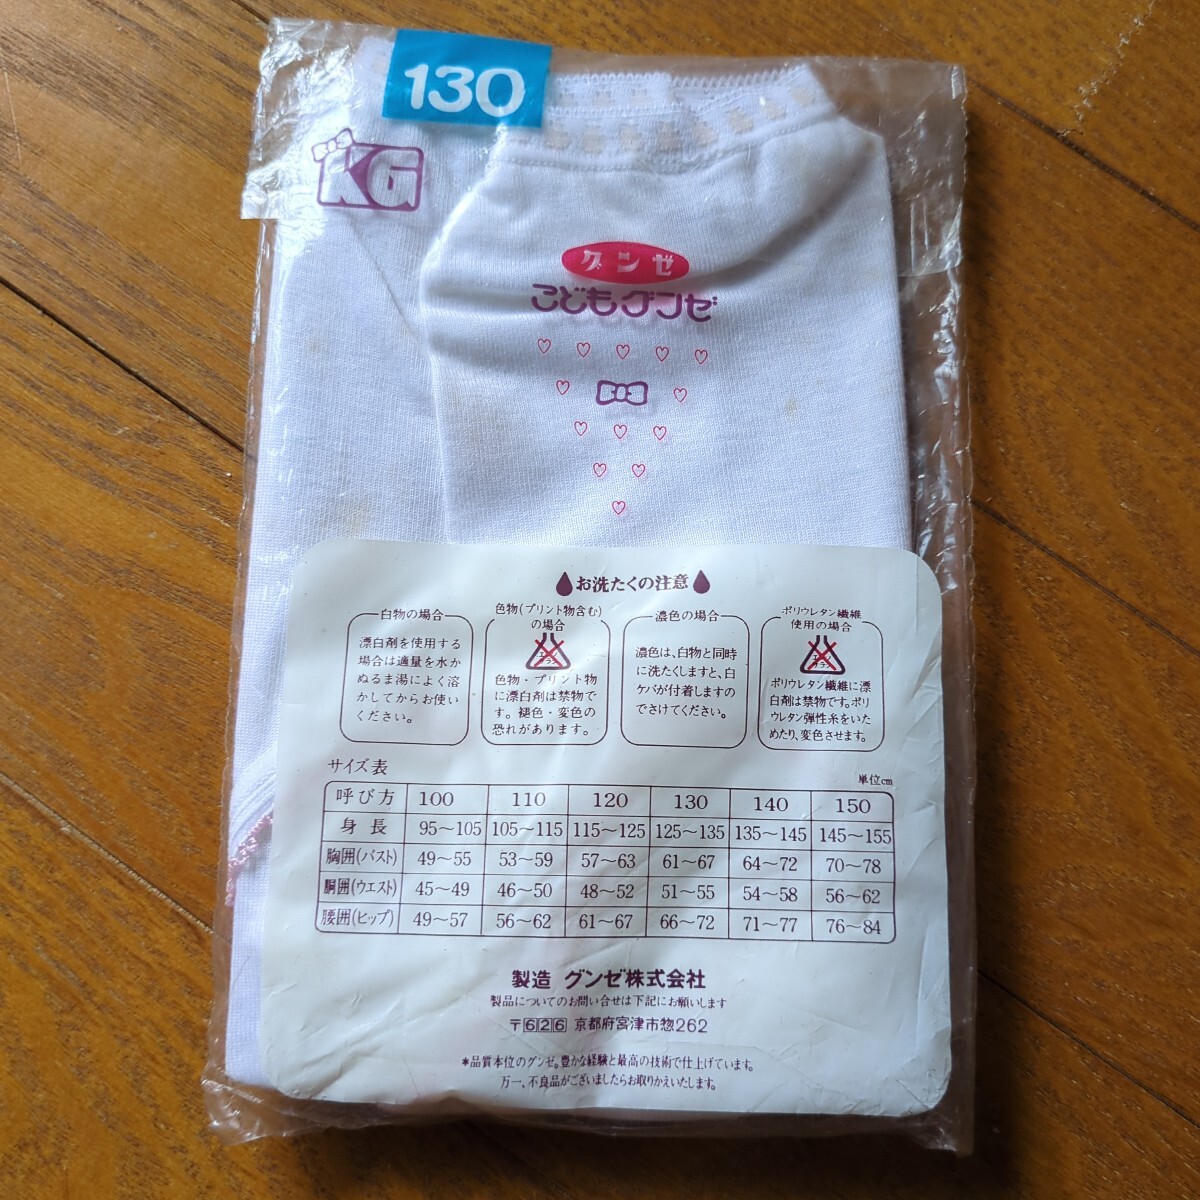 130
KG
グンゼ
こどもグンゼ
お洗たくの注意
白物の場合
漂白剤を使用する
場合は適量を水か
ぬるま湯によく溶
かしてからお使い
ください。
色物(プリント物含む)
の場合
エンソ
サラシ
色物・プリント物
に漂白剤は禁物で
す。褪色・変色の
恐れがあります。
濃色の場合
濃色は、白物と同時
に洗たくしますと、白
ケバが付着しますの
でさけてください。
ポリウレタン繊維
使用の場合
エンソ
サラシ
ポリウレタン繊維に漂
白剤は禁物です。ポリ
ウレタン弾性糸をいた
めたり、変色させます。
サイズ表 単位cm
呼び方 100 110 120 130 140 150
身長 95〜105 105〜115 115〜125 125〜135 135〜145 145〜155
胸囲(バスト) 49〜55 53〜59 57〜63 61〜67 64〜72 70〜78
胴囲(ウエスト) 45〜49 46〜50 48〜52 51〜55 54〜58 56〜62
腰囲(ヒップ) 49〜57 56〜62 61〜67 66〜72 71〜77 76〜84
製造 グンゼ株式会社
製品についてのお問い合せは下記にお願いします
〒626 京都府宮津市惣262
*品質本位のグンゼ。豊かな経験と最高の技術で仕上げています。
万一、不良品がございましたらお取りかえいたします。